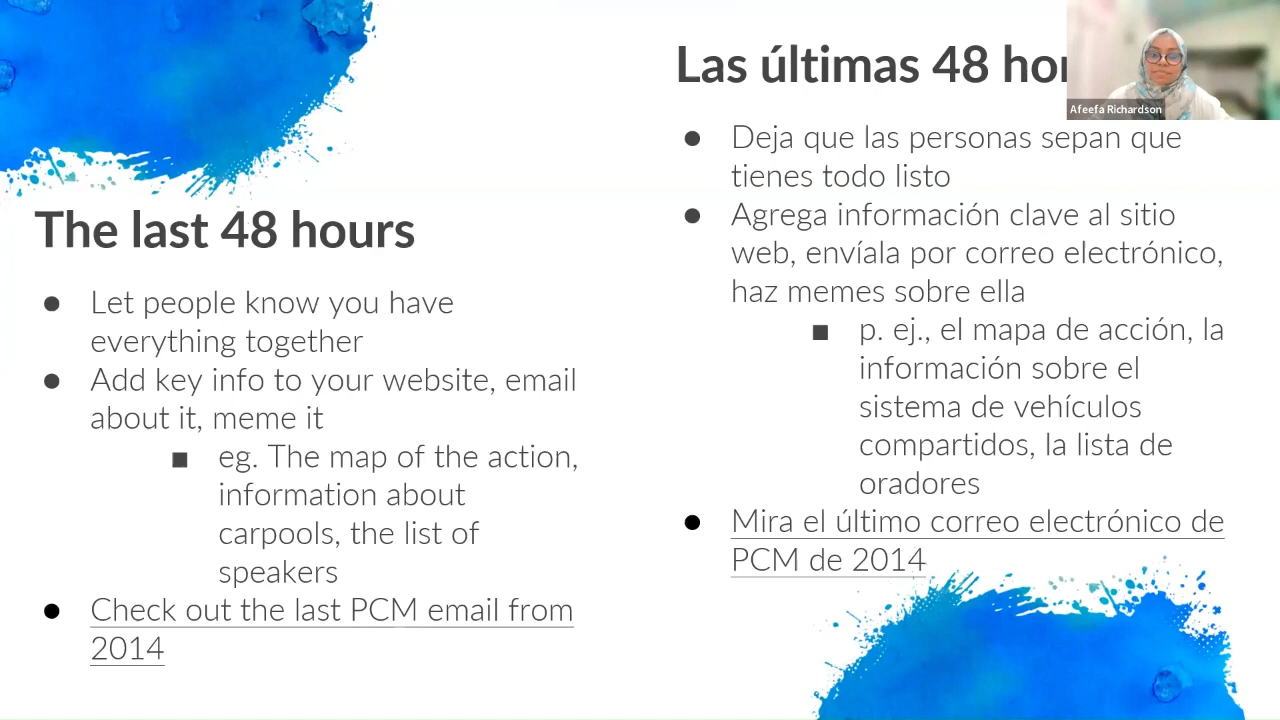 The last 48 hours
● Let people know you have
everything together
● Add key info to your website, email
about it, meme it
■ eg. The map of the action,
information about
carpools, the list of
speakers
● Check out the last PCM email from
2014
Las últimas 48 hor
● Deja que las personas sepan que
tienes todo listo
● Agrega información clave al sitio
web, envíala por correo electrónico,
haz memes sobre ella
■ p. ej., el mapa de acción, la
información sobre el
sistema de vehículos
compartidos, la lista de
oradores
● Mira el último correo electrónico de
PCM de 2014
Afeefa Richardson